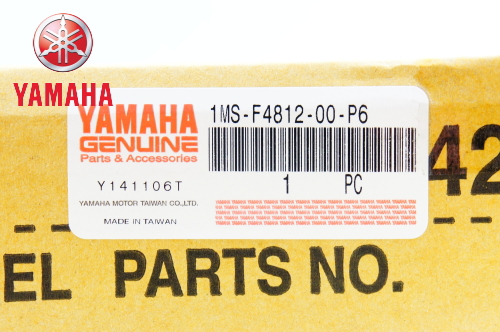 YAMAHA
YAMAHA
GENUINE
Parts & Accessories
Y141106T
YAMAHA MOTOR TAIWAN CO.,LTD.
MADE IN TAIWAN
1MS-F4812-00-P6
1 PC
42
EL PARTS NO.